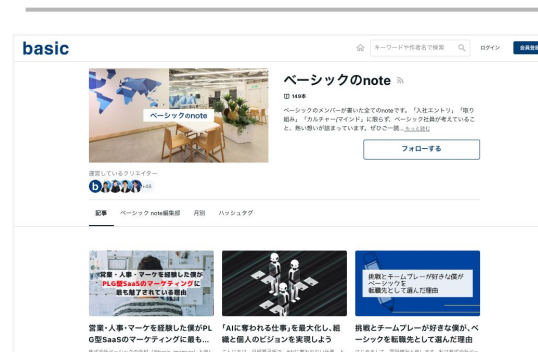 basic
キーワードや作者名で検索
ログイン
会員登録
ベーシックのnote
ベーシックのnote
149本
ベーシックのメンバーが書いた全てのnoteです。「入社エントリ」「取り
組み」「カルチャー/マインド」に限らず、ベーシック社員が考えているこ
と、熱い想いが詰まっています。ぜひご一読… もっと読む
フォローする
運営しているクリエイター
+48
記事
ベーシック note編集部
月別
ハッシュタグ
営業・人事・マーケを経験した僕が
PLG型SaaSのマーケティングに
最も魅了されている理由
挑戦とチームプレーが好きな僕が
ベーシックを
転職先として選んだ理由
営業・人事・マーケを経験した僕がPL
G型SaaSのマーケティングに最も…
「AIに奪われる仕事」を最大化し、組
織と個人のビジョンを実現しよう
挑戦とチームプレーが好きな僕が、ベ
ーシックを転職先として選んだ理由